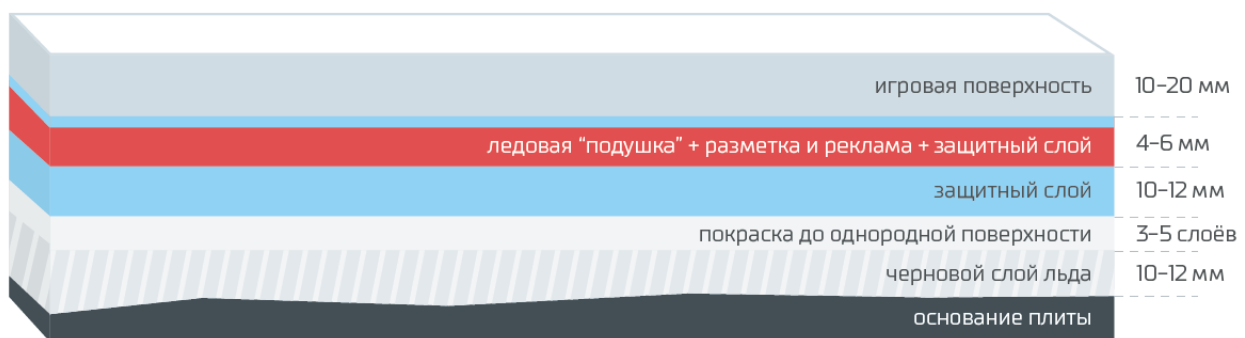 игровая поверхность 10-20 мм
ледовая “подушка” + разметка и реклама + защитный слой 4-6 мм
защитный слой 10-12 мм
покраска до однородной поверхности 3-5 слоёв
черновой слой льда 10-12 мм
основание плиты